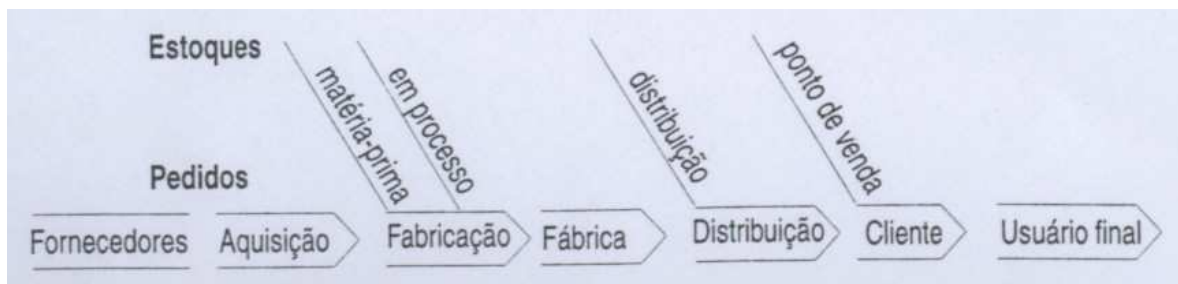 Estoques
matéria-prima
em processo
distribuição
ponto de venda
Pedidos
Fornecedores
Aquisição
Fabricação
Fábrica
Distribuição
Cliente
Usuário final